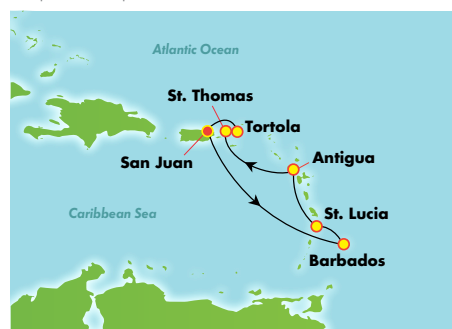 Atlantic Ocean
St. Thomas
Tortola
San Juan
Antigua
Caribbean Sea
St. Lucia
Barbados